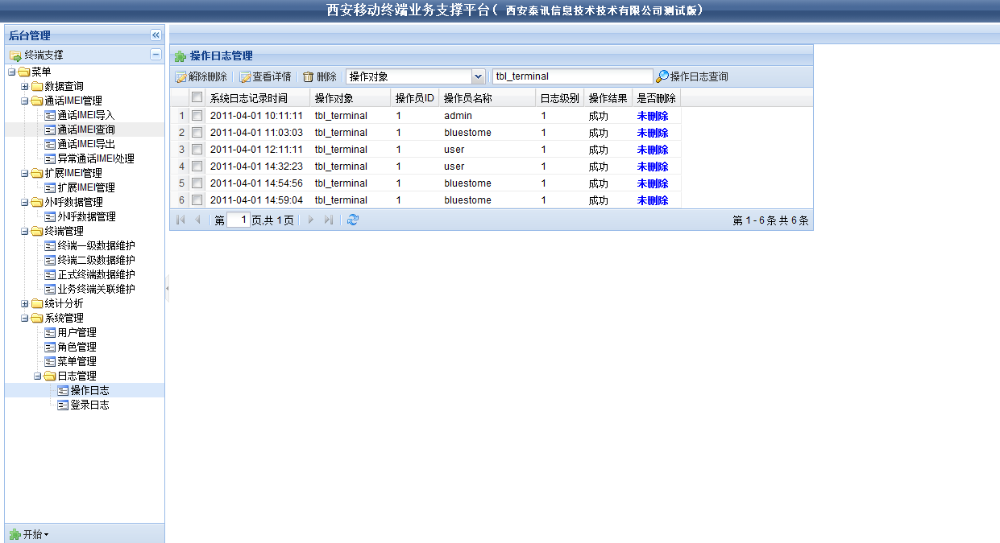 西安移动终端业务支撑平台( 西安泰讯信息技术技术有限公司测试版)
后台管理
终端支撑
菜单
数据查询
通话IMEI管理
通话IMEI导入
通话IMEI查询
通话IMEI导出
异常通话IMEI处理
扩展IMEI管理
扩展IMEI管理
外呼数据管理
外呼数据管理
终端管理
终端一级数据维护
终端二级数据维护
正式终端数据维护
业务终端关联维护
统计分析
系统管理
用户管理
角色管理
菜单管理
日志管理
操作日志
登录日志
开始
操作日志管理
解除删除 查看详情 删除 操作对象 tbl_terminal 操作日志查询
系统日志记录时间 操作对象 操作员ID 操作员名称 日志级别 操作结果 是否删除
1 2011-04-01 10:11:11 tbl_terminal 1 admin 1 成功 未删除
2 2011-04-01 11:03:03 tbl_terminal 1 bluestome 1 成功 未删除
3 2011-04-01 12:11:11 tbl_terminal 1 user 1 成功 未删除
4 2011-04-01 14:32:23 tbl_terminal 1 user 1 成功 未删除
5 2011-04-01 14:54:56 tbl_terminal 1 bluestome 1 成功 未删除
6 2011-04-01 14:59:04 tbl_terminal 1 bluestome 1 成功 未删除
第 1 页,共 1 页 第 1 - 6 条 共 6 条